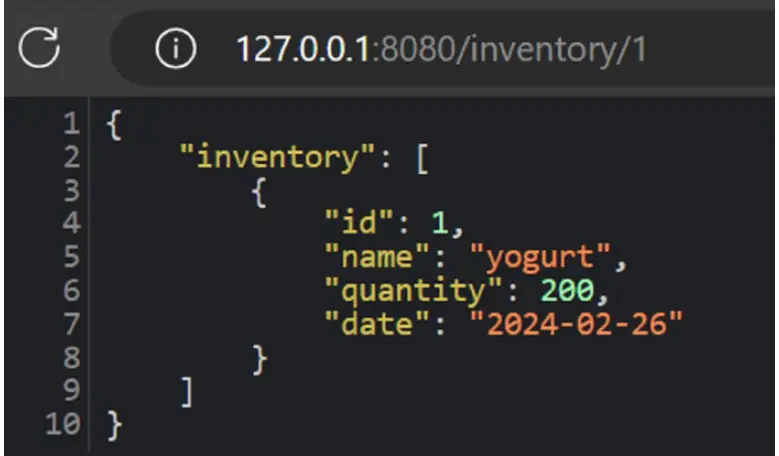 127.0.0.1:8080/inventory/1
1 {
2     "inventory": [
3         {
4             "id": 1,
5             "name": "yogurt",
6             "quantity": 200,
7             "date": "2024-02-26"
8         }
9     ]
10 }